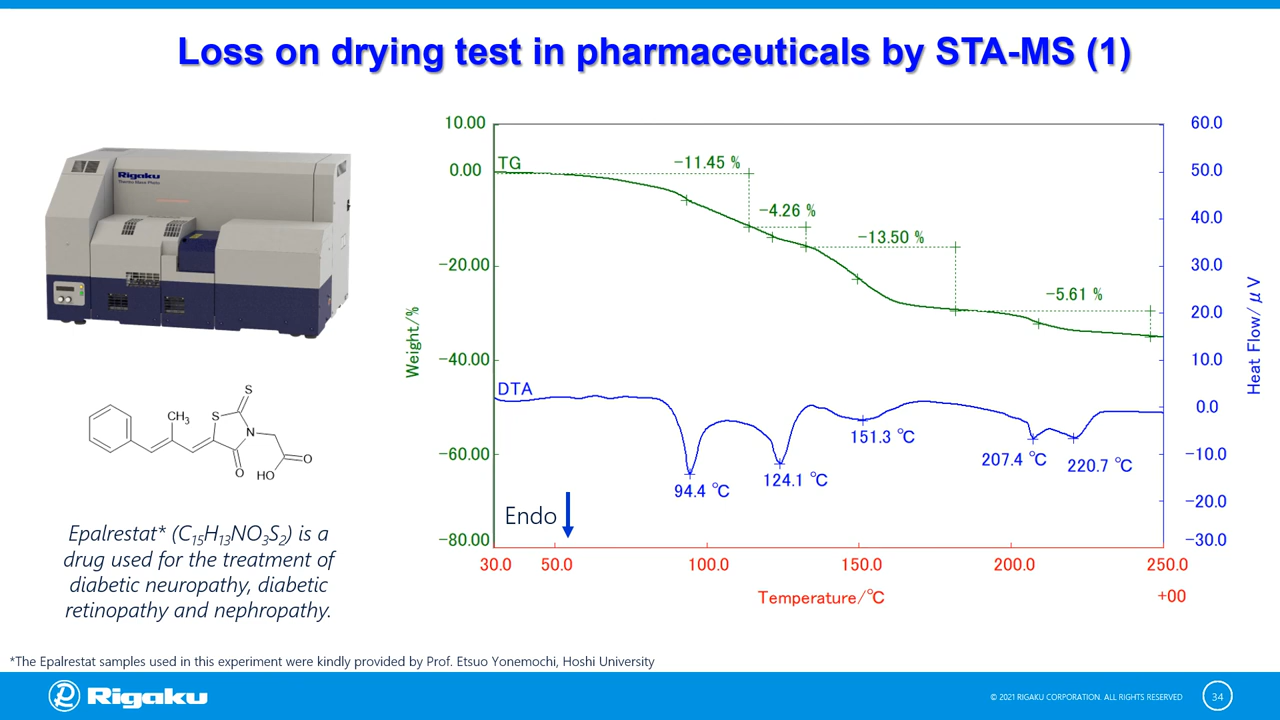 Loss on drying test in pharmaceuticals by STA-MS (1)
Rigaku
Thermo Mass Photo
S
S
CH₃
N
O
O
HO
Epalrestat* (C₁₅H₁₃NO₃S₂) is a
drug used for the treatment of
diabetic neuropathy, diabetic
retinopathy and nephropathy.
10.00
0.00
-20.00
-40.00
-60.00
-80.00
Weight/%
TG
-11.45 %
-4.26 %
-13.50 %
-5.61 %
DTA
94.4 ℃
124.1 ℃
151.3 ℃
207.4 ℃
220.7 ℃
Endo
60.0
50.0
40.0
30.0
20.0
10.0
0.0
-10.0
-20.0
-30.0
Heat Flow/μV
30.0 50.0 100.0 150.0 200.0 250.0
Temperature/℃
+00
*The Epalrestat samples used in this experiment were kindly provided by Prof. Etsuo Yonemochi, Hoshi University
Rigaku
© 2021 RIGAKU CORPORATION. ALL RIGHTS RESERVED
34